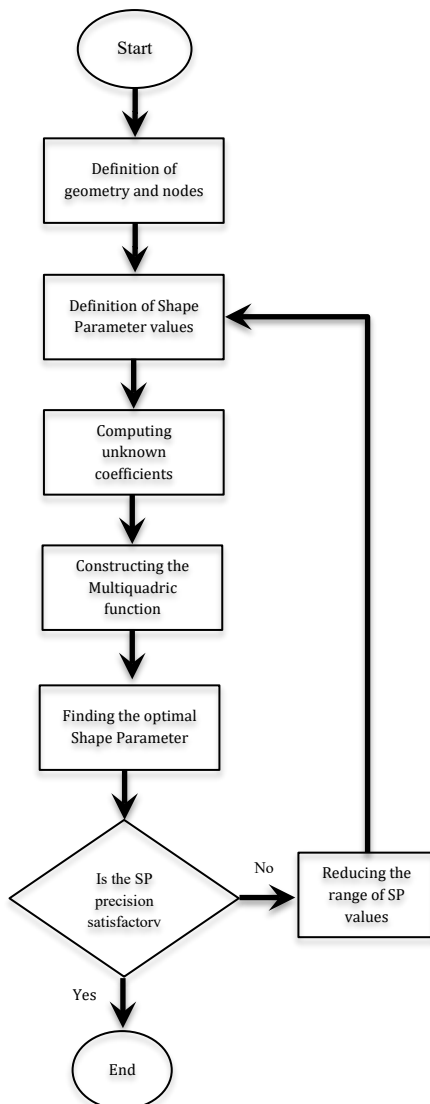 Start
Definition of
geometry and nodes
Definition of Shape
Parameter values
Computing
unknown
coefficients
Constructing the
Multiquadric
function
Finding the optimal
Shape Parameter
Is the SP
precision
satisfactory
No
Reducing the
range of SP
values
Yes
End